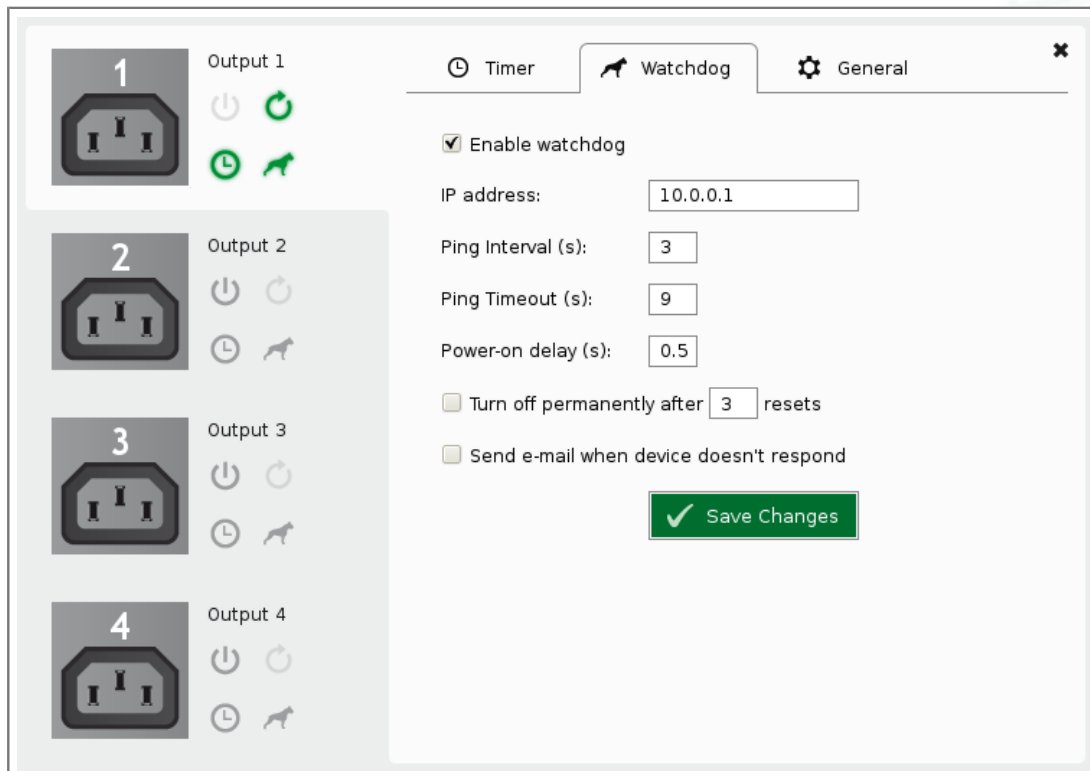 1
Output 1
2
Output 2
3
Output 3
4
Output 4
Timer
Watchdog
General
Enable watchdog
IP address: 10.0.0.1
Ping Interval (s): 3
Ping Timeout (s): 9
Power-on delay (s): 0.5
Turn off permanently after 3 resets
Send e-mail when device doesn't respond
Save Changes